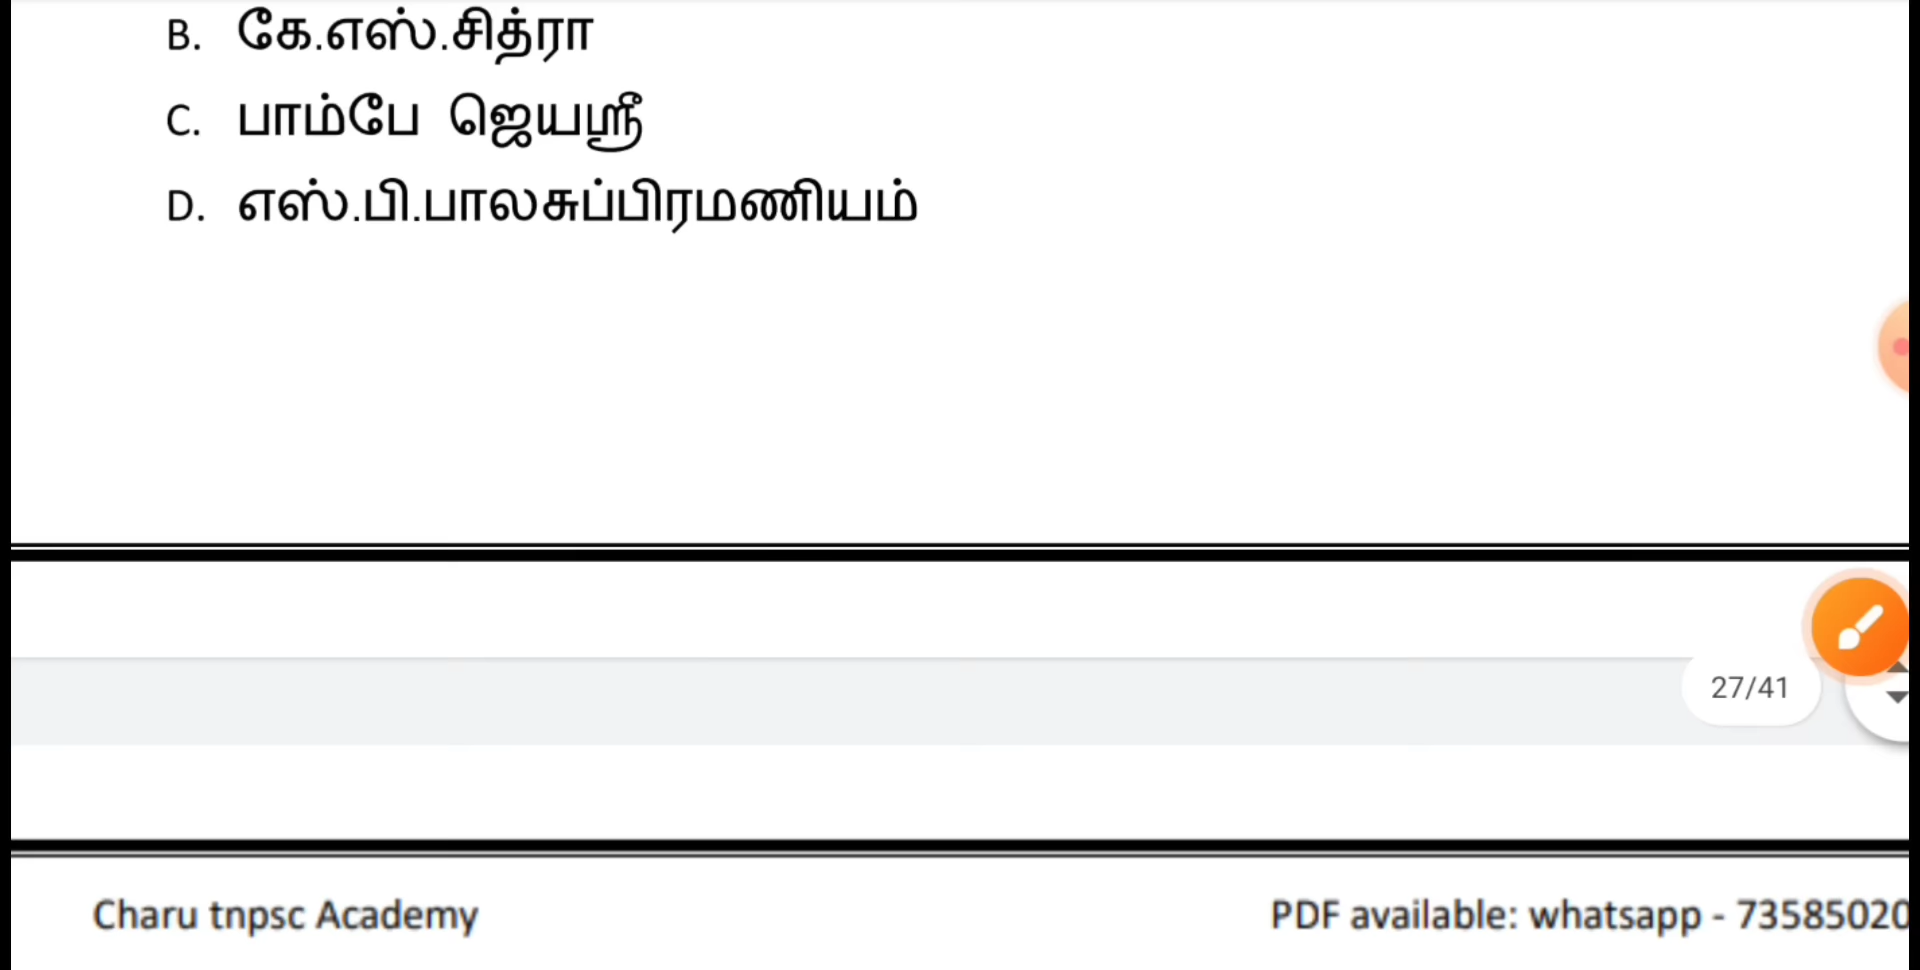 B. கே.எஸ்.சித்ரா
C. பாம்பே ஜெயஸ்ரீ
D. எஸ்.பி.பாலசுப்பிரமணியம்
27/41
Charu tnpsc Academy
PDF available: whatsapp - 73585020